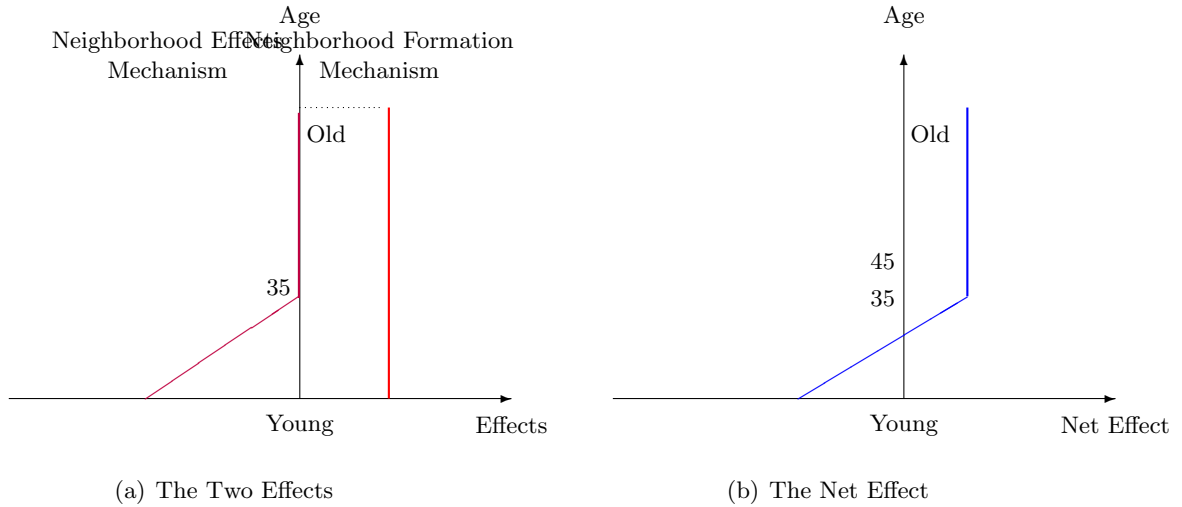 Age
Neighborhood Effects
Mechanism
Neighborhood Formation
Mechanism
Old
35
Young
Effects
(a) The Two Effects
Age
Old
45
35
Young
Net Effect
(b) The Net Effect